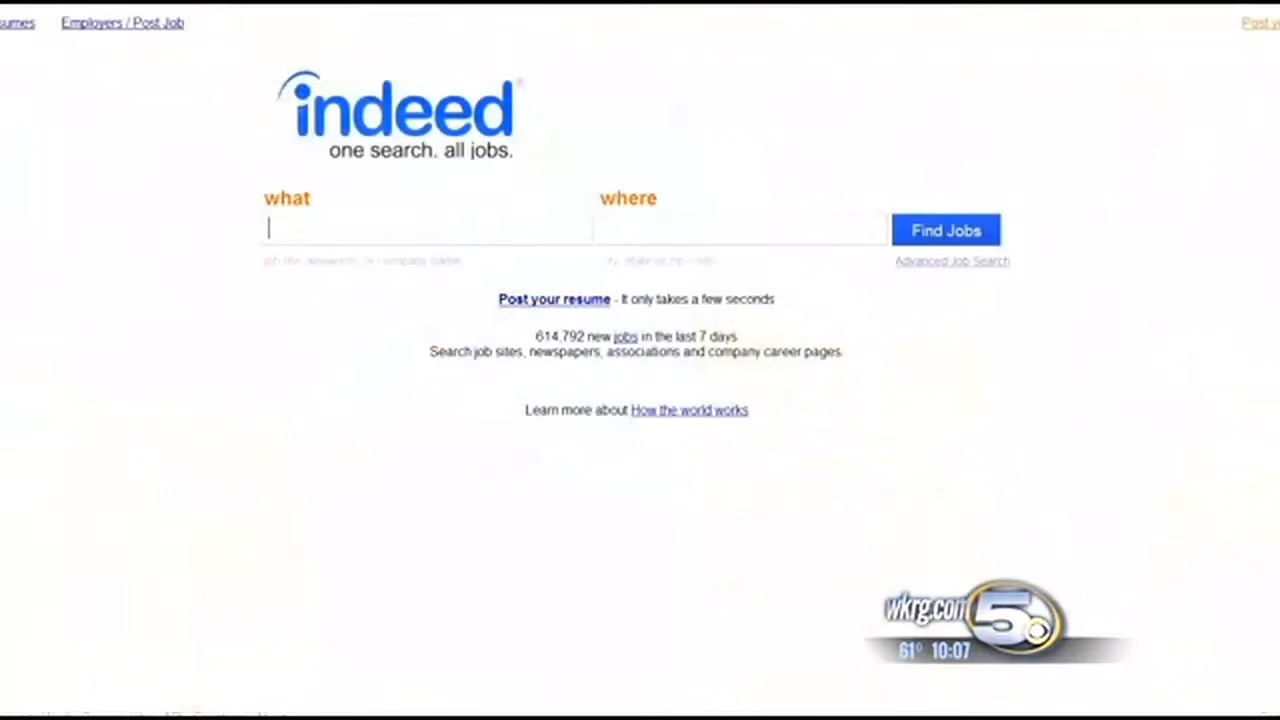 sumes Employers / Post Job Post y
indeed
one search. all jobs.
what where
Find Jobs
Advanced Job Search
Post your resume - It only takes a few seconds
614,792 new jobs in the last 7 days
Search job sites, newspapers, associations and company career pages.
Learn more about How the world works
wkrg.com 5
61° 10:07